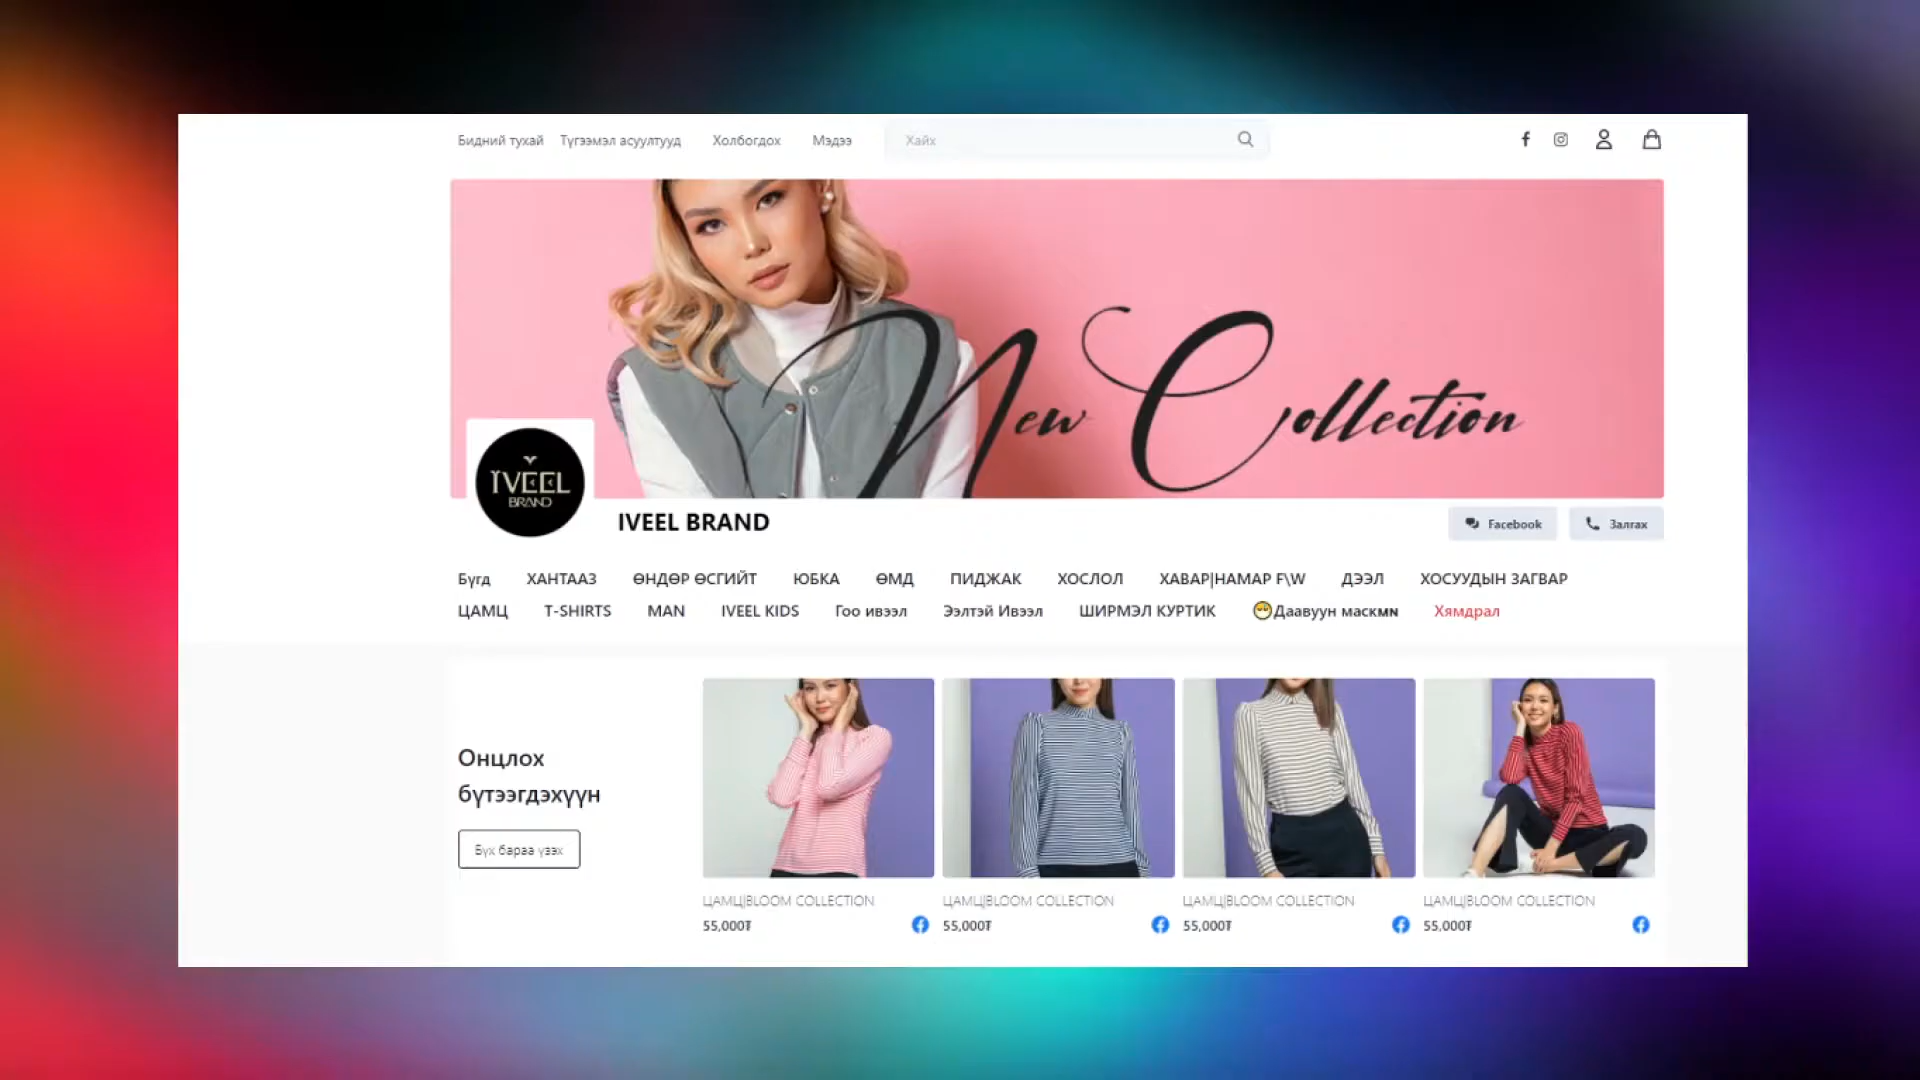 Бидний тухай Түгээмэл асуултууд Холбогдох Мэдээ Хайх
New Collection
IVEEL
BRAND
IVEEL BRAND
Facebook Залгах
Бүгд ХАНТААЗ ӨНДӨР ӨСГИЙТ ЮБКА ӨМД ПИДЖАК ХОСЛОЛ ХАВАР|НАМАР F\W ДЭЭЛ ХОСУУДЫН ЗАГВАР
ЦАМЦ T-SHIRTS MAN IVEEL KIDS Гоо ивээл Ээлтэй Ивээл ШИРМЭЛ КУРТИК 😷Даавуун маскмн Хямдрал
Онцлох
бүтээгдэхүүн
Бүх бараа үзэх
ЦАМЦ|BLOOM COLLECTION
55,000₮
ЦАМЦ|BLOOM COLLECTION
55,000₮
ЦАМЦ|BLOOM COLLECTION
55,000₮
ЦАМЦ|BLOOM COLLECTION
55,000₮